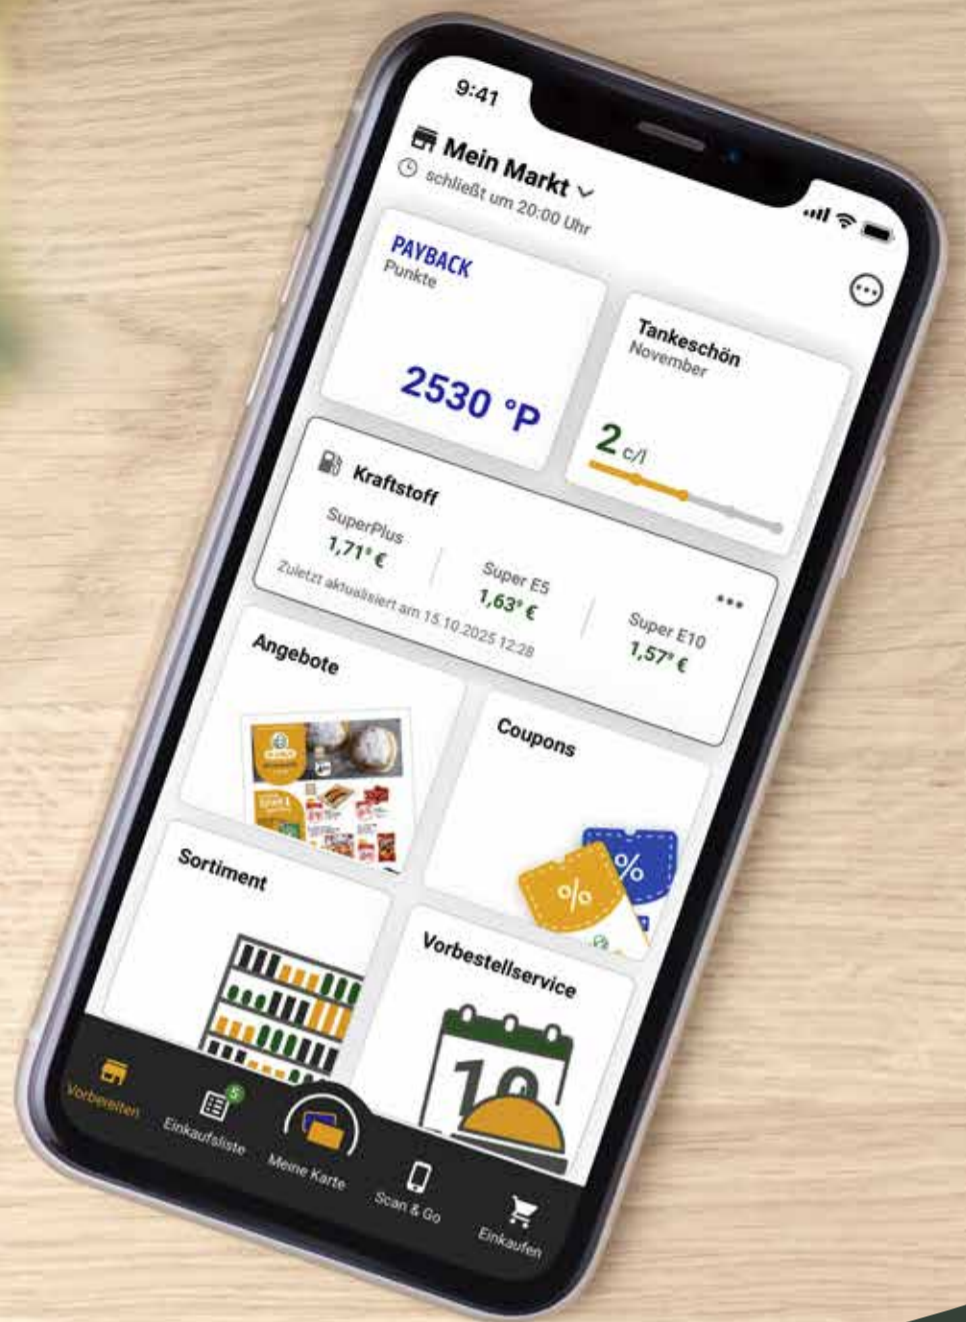 9:41
Mein Markt
schließt um 20:00 Uhr
PAYBACK
Punkte
2530 °P
Tankeschön
November
2 c/l
Kraftstoff
SuperPlus
1,71⁹ €
Super E5
1,63⁹ €
Super E10
1,57⁹ €
Zuletzt aktualisiert am 15.10.2025 12:28
Angebote
Coupons
%
%
Sortiment
Vorbestellservice
Vorbereiten
5
Einkaufsliste
Meine Karte
Scan & Go
Einkaufen